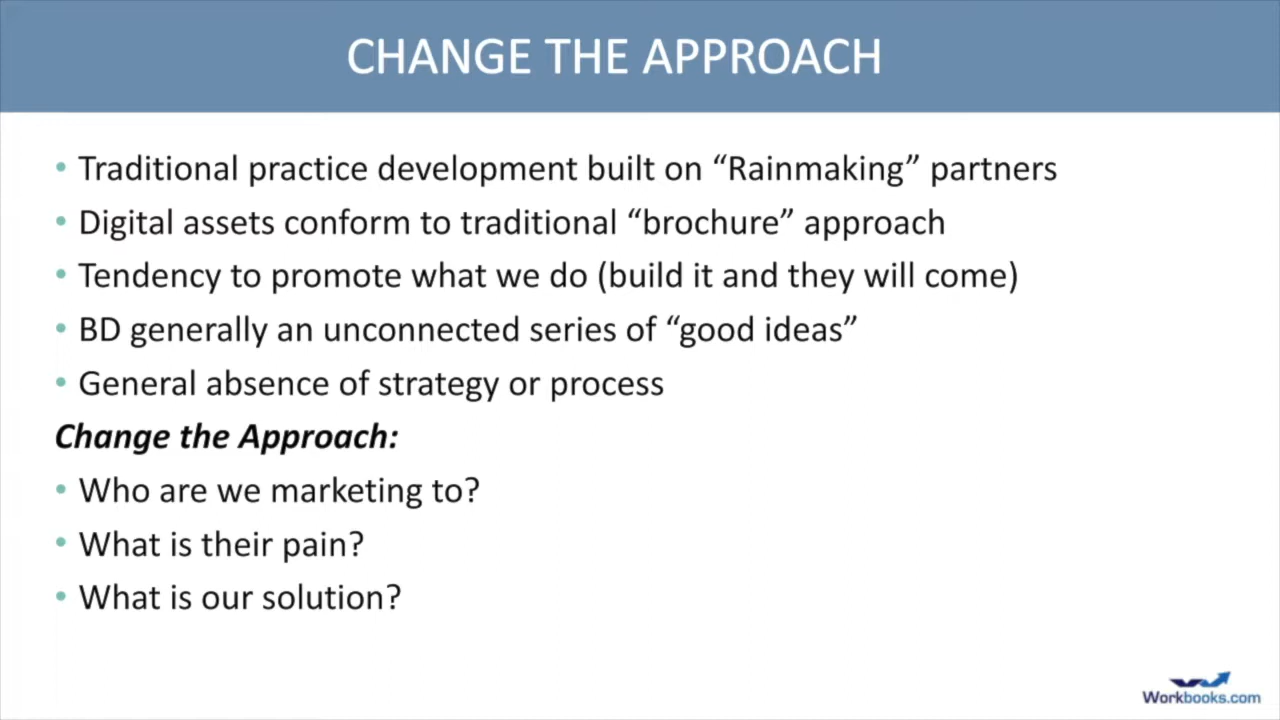 CHANGE THE APPROACH
• Traditional practice development built on “Rainmaking” partners
• Digital assets conform to traditional “brochure” approach
• Tendency to promote what we do (build it and they will come)
• BD generally an unconnected series of “good ideas”
• General absence of strategy or process
Change the Approach:
• Who are we marketing to?
• What is their pain?
• What is our solution?
Workbooks.com